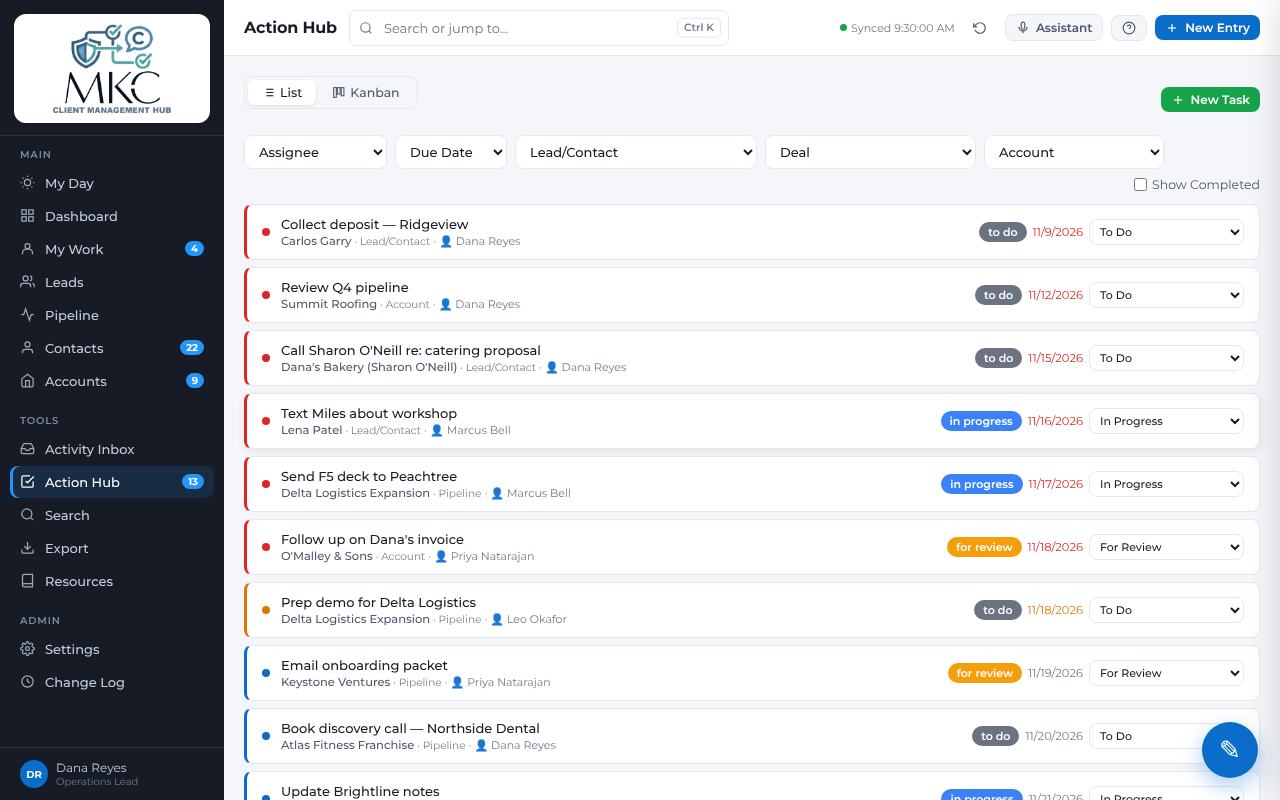 MKC
CLIENT MANAGEMENT HUB
MAIN
My Day
Dashboard
My Work 4
Leads
Pipeline
Contacts 22
Accounts 9
TOOLS
Activity Inbox
Action Hub 13
Search
Export
Resources
ADMIN
Settings
Change Log
DR
Dana Reyes
Operations Lead
Action Hub
Search or jump to...
Ctrl K
Synced 9:30:00 AM
Assistant
New Entry
List
Kanban
New Task
Assignee
Due Date
Lead/Contact
Deal
Account
Show Completed
Collect deposit — Ridgeview
Carlos Garry · Lead/Contact · Dana Reyes
to do 11/9/2026 To Do
Review Q4 pipeline
Summit Roofing · Account · Dana Reyes
to do 11/12/2026 To Do
Call Sharon O'Neill re: catering proposal
Dana's Bakery (Sharon O'Neill) · Lead/Contact · Dana Reyes
to do 11/15/2026 To Do
Text Miles about workshop
Lena Patel · Lead/Contact · Marcus Bell
in progress 11/16/2026 In Progress
Send F5 deck to Peachtree
Delta Logistics Expansion · Pipeline · Marcus Bell
in progress 11/17/2026 In Progress
Follow up on Dana's invoice
O'Malley & Sons · Account · Priya Natarajan
for review 11/18/2026 For Review
Prep demo for Delta Logistics
Delta Logistics Expansion · Pipeline · Leo Okafor
to do 11/18/2026 To Do
Email onboarding packet
Keystone Ventures · Pipeline · Priya Natarajan
for review 11/19/2026 For Review
Book discovery call — Northside Dental
Atlas Fitness Franchise · Pipeline · Dana Reyes
to do 11/20/2026 To Do
Update Brightline notes
in progress 11/21/2026 In Progress